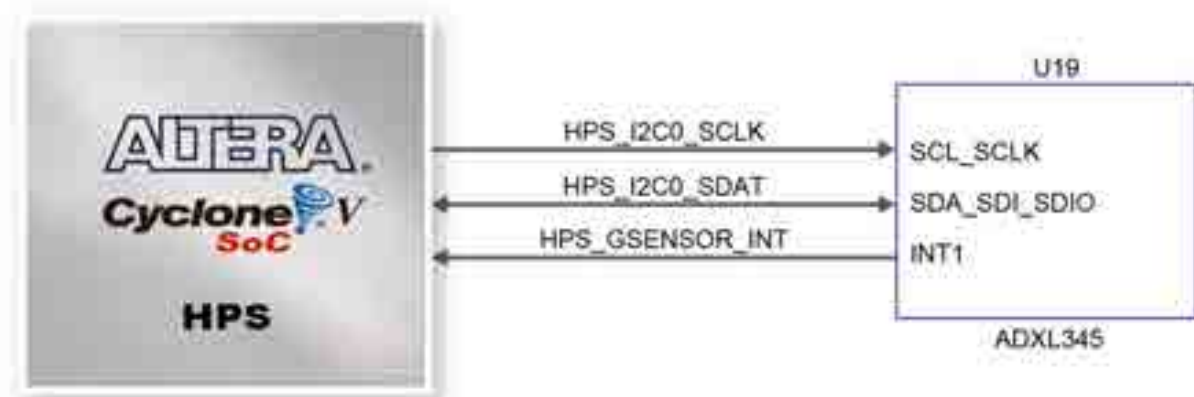 U19
ALTERA.
Cyclone V
SoC
HPS
HPS_I2C0_SCLK
HPS_I2C0_SDAT
HPS_GSENSOR_INT
SCL_SCLK
SDA_SDI_SDIO
INT1
ADXL345